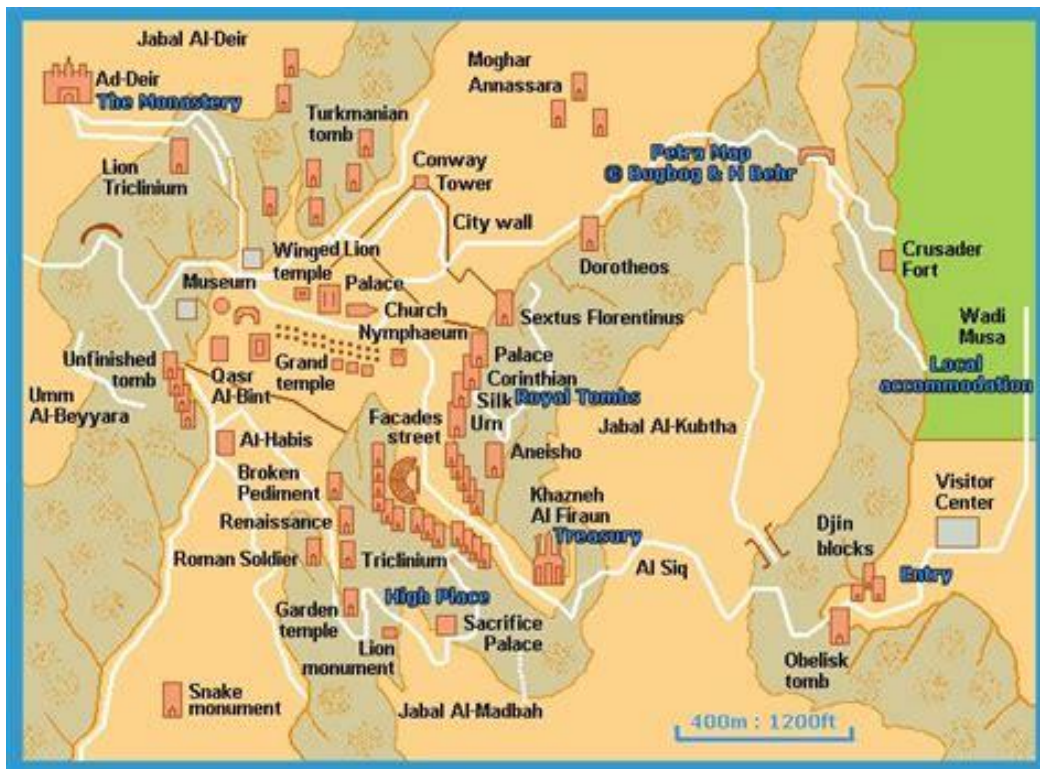 Jabal Al-Deir
Ad-Deir
The Monastery
Moghar
Annassara
Turkmanian
tomb
Lion
Triclinium
Conway
Tower
Petra Map
@ Bugbog & H Behr
City wall
Winged Lion
temple
Dorotheos
Crusader
Fort
Museum
Palace
Church
Nymphaeum
Sextus Florentinus
Wadi
Musa
Unfinished
tomb
Qasr
Al-Bint
Grand
temple
Palace
Corinthian
Silk
Royal Tombs
Urn
Local
accommodation
Umm
Al-Beyyara
Facades
street
Jabal Al-Kubtha
Al-Habis
Aneisho
Broken
Pediment
Khazneh
Al Firaun
Treasury
Visitor
Center
Renaissance
Djin
blocks
Roman Soldier
Triclinium
Al Siq
Entry
High Place
Garden
temple
Sacrifice
Palace
Lion
monument
Obelisk
tomb
Snake
monument
Jabal Al-Madbah
400m : 1200ft